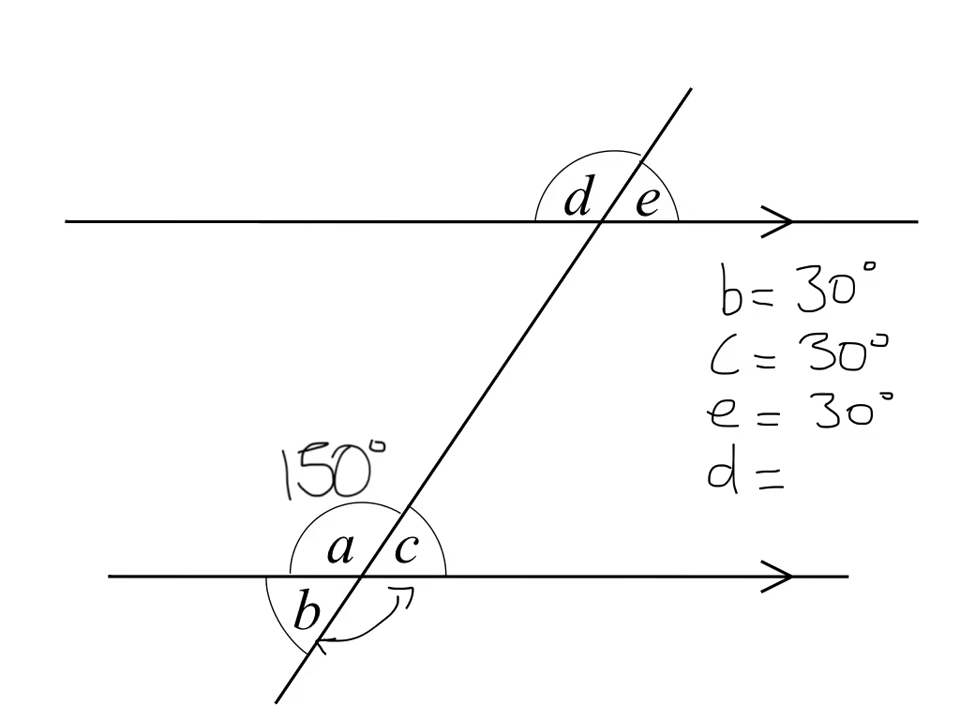 d e
b = 30°
c = 30°
e = 30°
d =
150°
a c
b